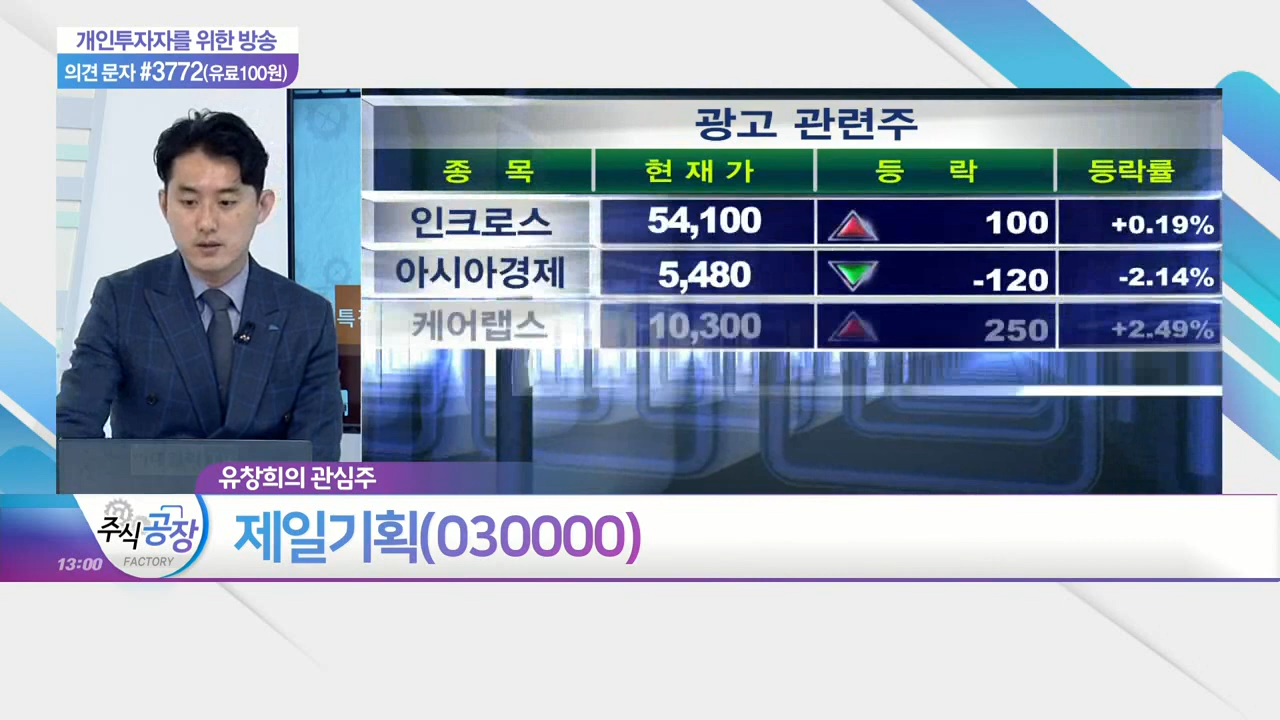 개인투자자를 위한 방송
의견 문자 #3772(유료100원)
광고 관련주
종 목 현 재 가 등 락 등락률
인크로스 54,100 100 +0.19%
아시아경제 5,480 -120 -2.14%
케어랩스 10,300 250 +2.49%
특
유창희의 관심주
주식공장
FACTORY
13:00
제일기획(030000)